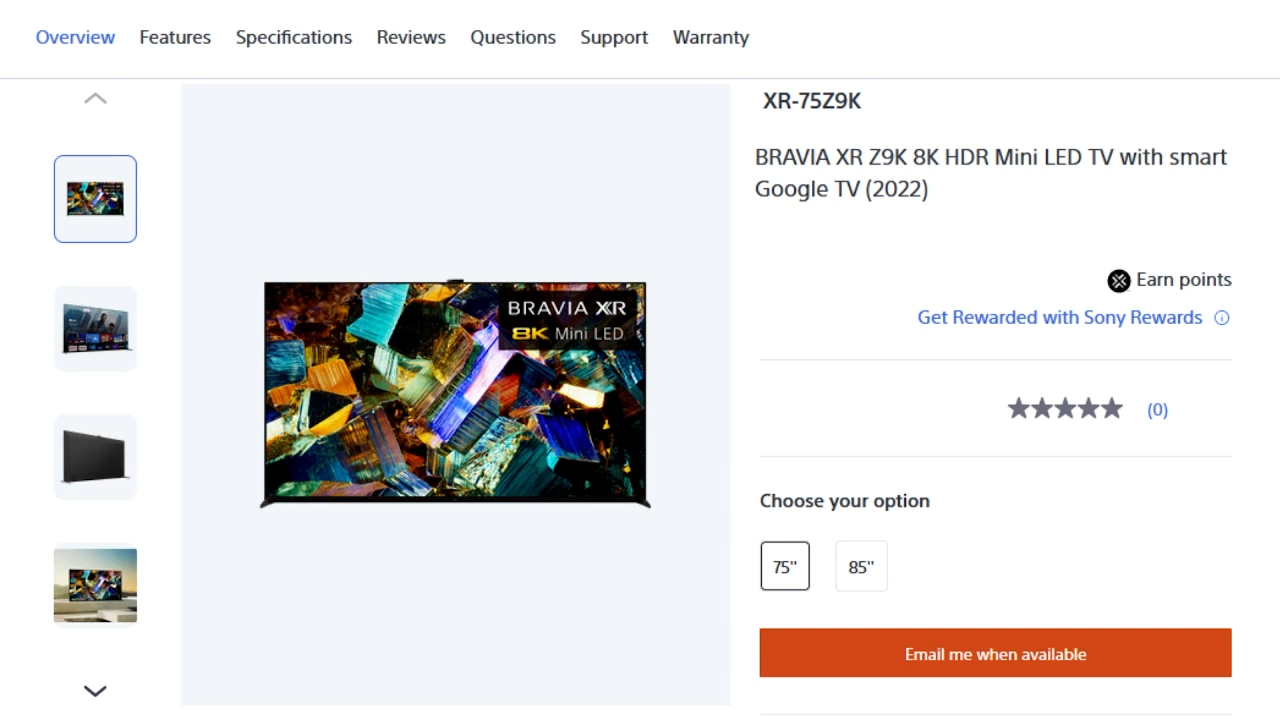 Overview Features Specifications Reviews Questions Support Warranty
XR-75Z9K
BRAVIA XR Z9K 8K HDR Mini LED TV with smart
Google TV (2022)
BRAVIA XR
8K Mini LED
Earn points
Get Rewarded with Sony Rewards
(0)
Choose your option
75" 85"
Email me when available